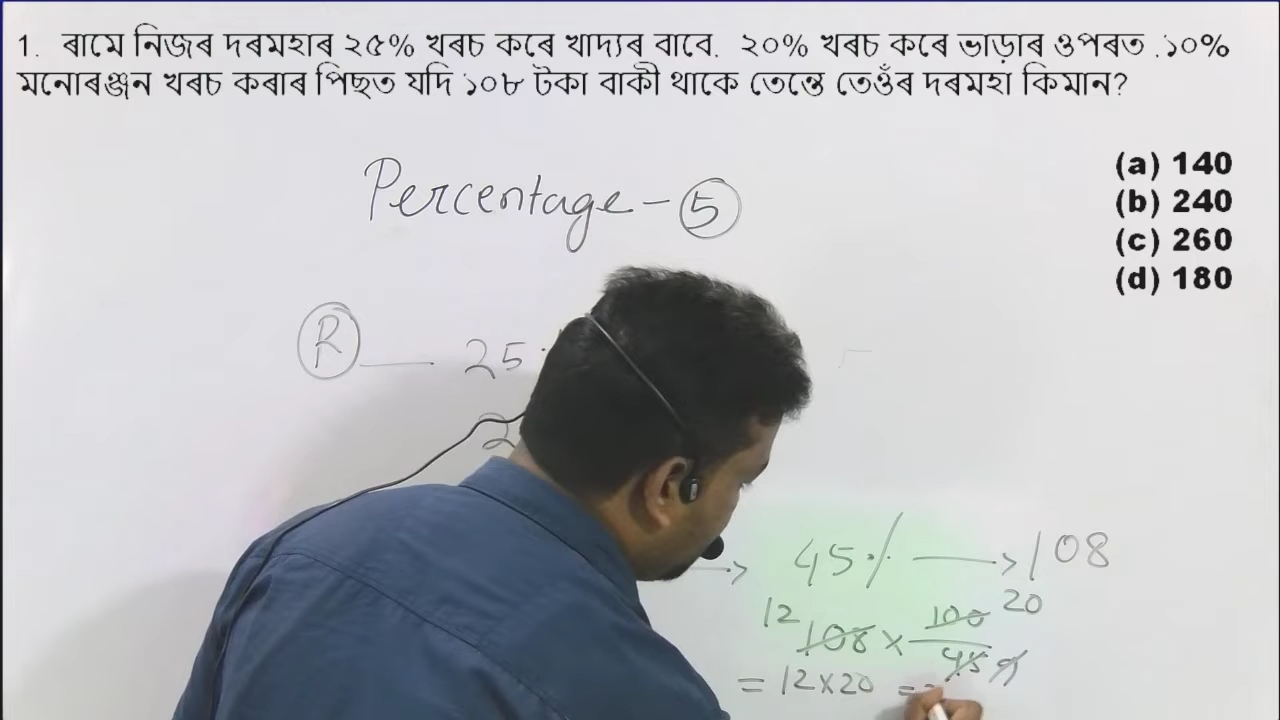 1. ৰামে নিজৰ দৰমহাৰ ২৫% খৰচ কৰে খাদ্যৰ বাবে. ২০% খৰচ কৰে ভাড়াৰ ওপৰত .১০%
মনোৰঞ্জন খৰচ কৰাৰ পিছত যদি ১০৮ টকা বাকী থাকে তেন্তে তেওঁৰ দৰমহা কিমান?
(a) 140
(b) 240
(c) 260
(d) 180
Percentage - 5
R 25
2
45% 108
12 20
108 × 100
45 9
= 12×20 =